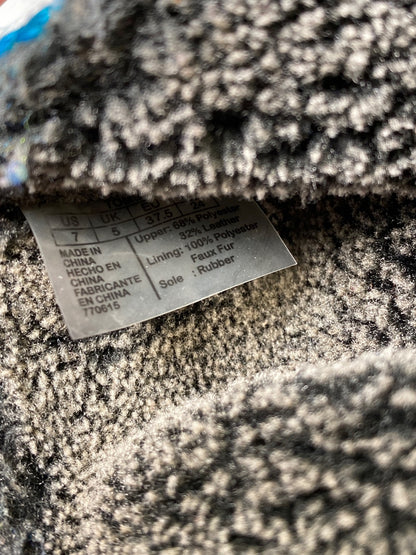 US UK 37.5 24
7 5 Upper: 68% Polyester
32% Leather
Lining: 100% Polyester
Faux Fur
Sole : Rubber
MADE IN
CHINA
HECHO EN
CHINA
FABRICANTE
EN CHINA
770615